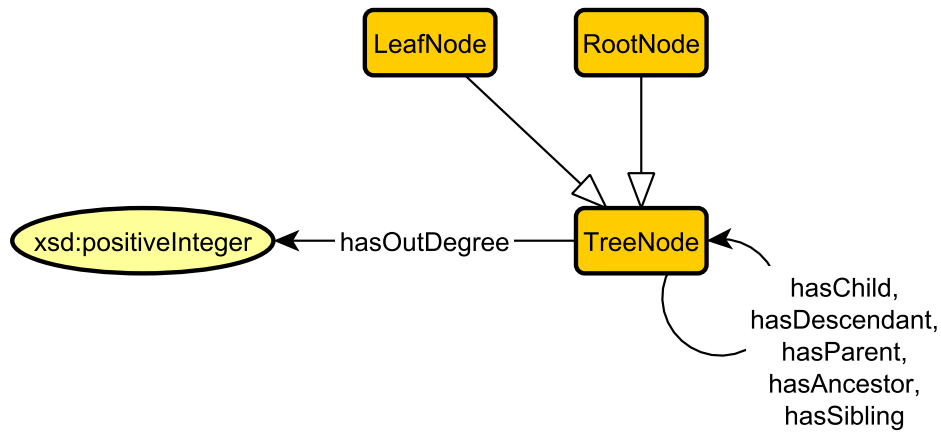 LeafNode
RootNode
xsd:positiveInteger
hasOutDegree
TreeNode
hasChild,
hasDescendant,
hasParent,
hasAncestor,
hasSibling